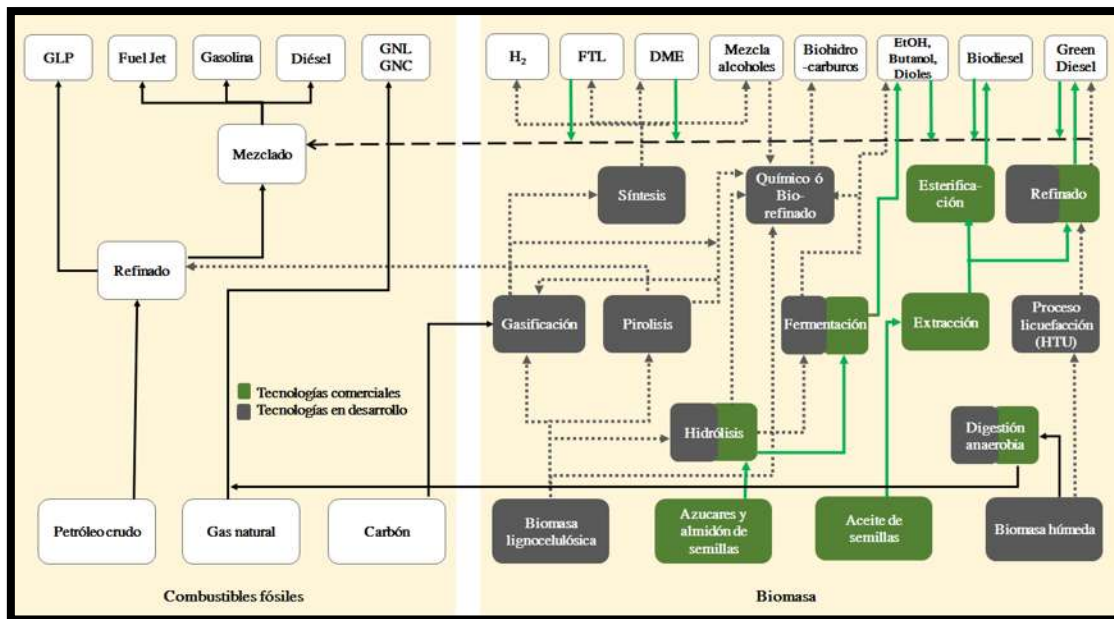 GLP
Fuel Jet
Gasolina
Diésel
GNL
GNC
H2
FTL
DME
Mezcla
alcoholes
Biohidro
-carburos
EtOH,
Butanol,
Dioles
Biodiesel
Green
Diesel
Mezclado
Síntesis
Químico ó
Bio-
refinado
Esterifica-
ción
Refinado
Refinado
Gasificación
Pirolisis
Fermentación
Extracción
Proceso
licuefacción
(HTU)
Tecnologías comerciales
Tecnologías en desarrollo
Hidrólisis
Digestión
anaerobia
Petróleo crudo
Gas natural
Carbón
Biomasa
lignocelulósica
Azucares y
almidón de
semillas
Aceite de
semillas
Biomasa húmeda
Combustibles fósiles
Biomasa